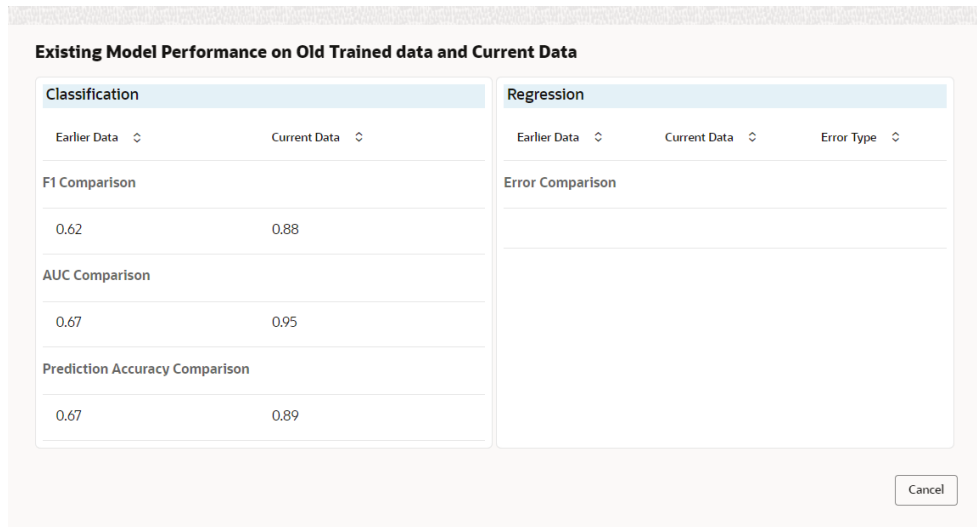 Existing Model Performance on Old Trained data and Current Data
Classification
Earlier Data Current Data
F1 Comparison
0.62 0.88
AUC Comparison
0.67 0.95
Prediction Accuracy Comparison
0.67 0.89
Regression
Earlier Data Current Data Error Type
Error Comparison
Cancel